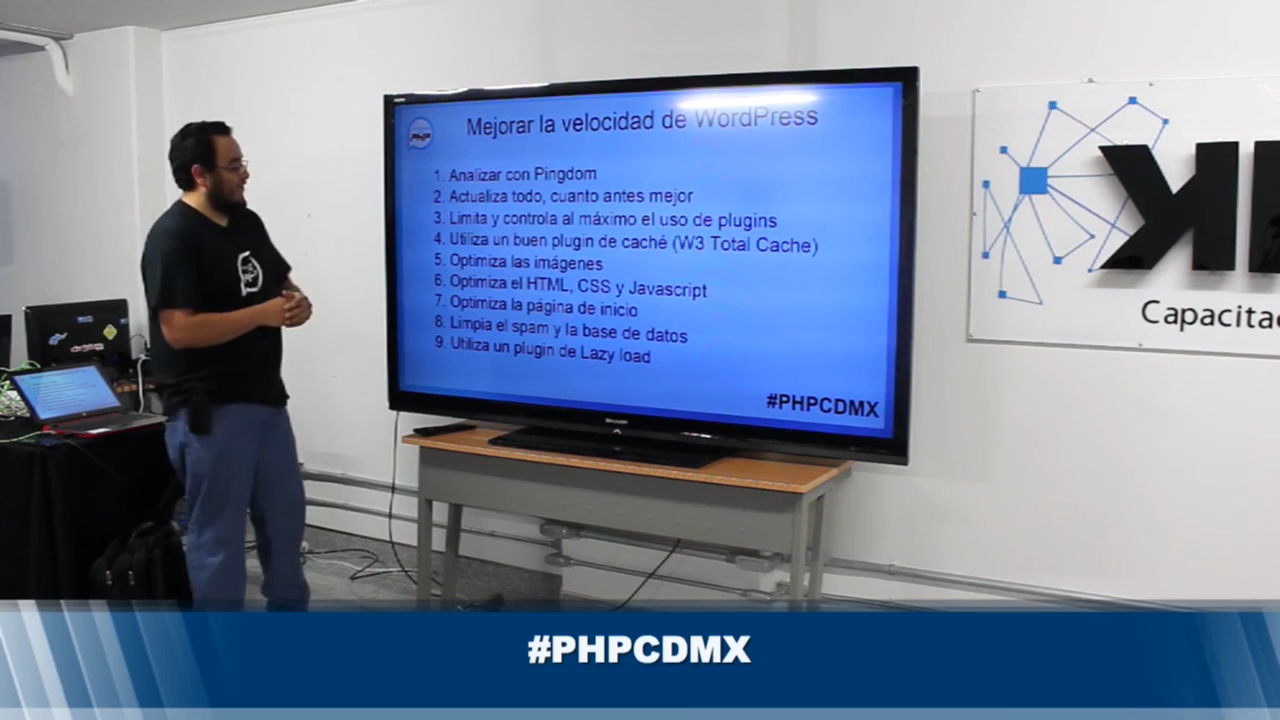 PHP
Mejorar la velocidad de WordPress
1. Analizar con Pingdom
2. Actualiza todo, cuanto antes mejor
3. Limita y controla al máximo el uso de plugins
4. Utiliza un buen plugin de caché (W3 Total Cache)
5. Optimiza las imágenes
6. Optimiza el HTML, CSS y Javascript
7. Optimiza la página de inicio
8. Limpia el spam y la base de datos
9. Utiliza un plugin de Lazy load
#PHPCDMX
SHARP
#PHPCDMX